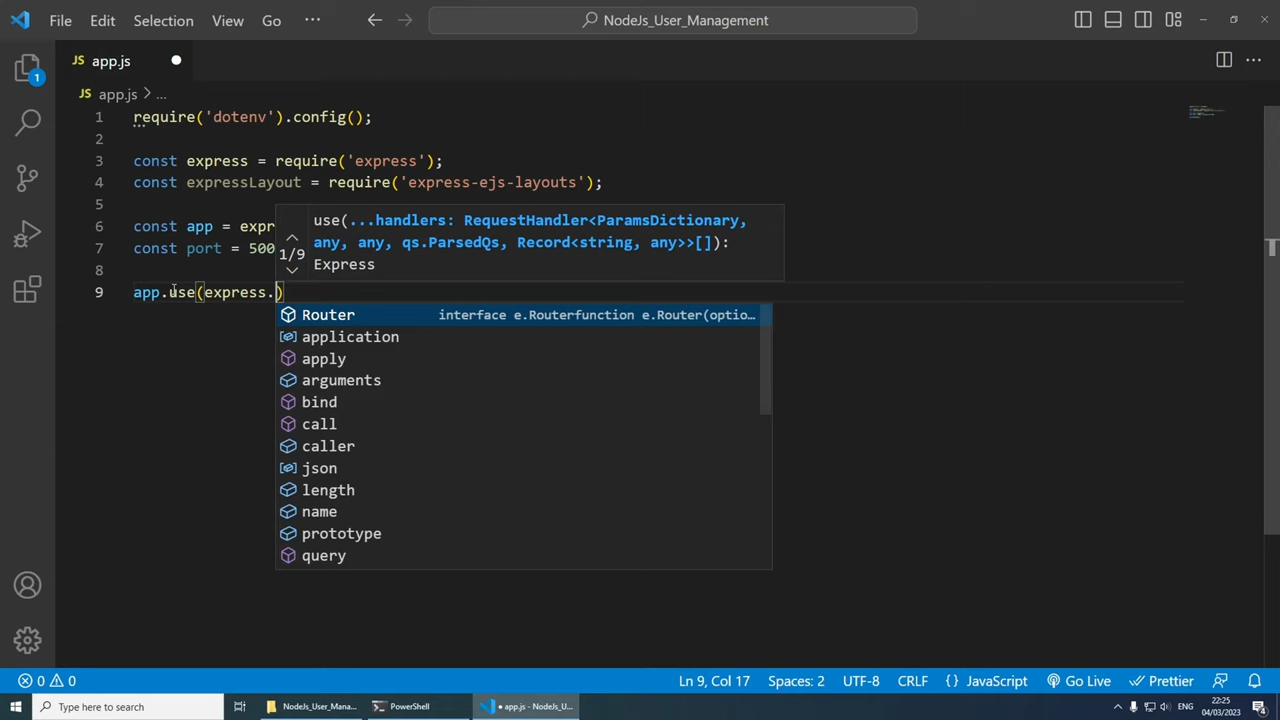 File Edit Selection View Go ··· NodeJs_User_Management
JS app.js
JS app.js > ...
1 require('dotenv').config();
2
3 const express = require('express');
4 const expressLayout = require('express-ejs-layouts');
5
6 const app = expr
7 const port = 500
8
9 app.use(express.)
use(...handlers: RequestHandler<ParamsDictionary,
1/9 any, any, qs.ParsedQs, Record<string, any>>[]):
Express
Router interface e.Routerfunction e.Router(optio…
application
apply
arguments
bind
call
caller
json
length
name
prototype
query
1
0 0 Ln 9, Col 17 Spaces: 2 UTF-8 CRLF JavaScript Go Live Prettier
Type here to search NodeJs_User_Mana... PowerShell • app.js - NodeJs_U... ENG 22:25 04/03/2023 4